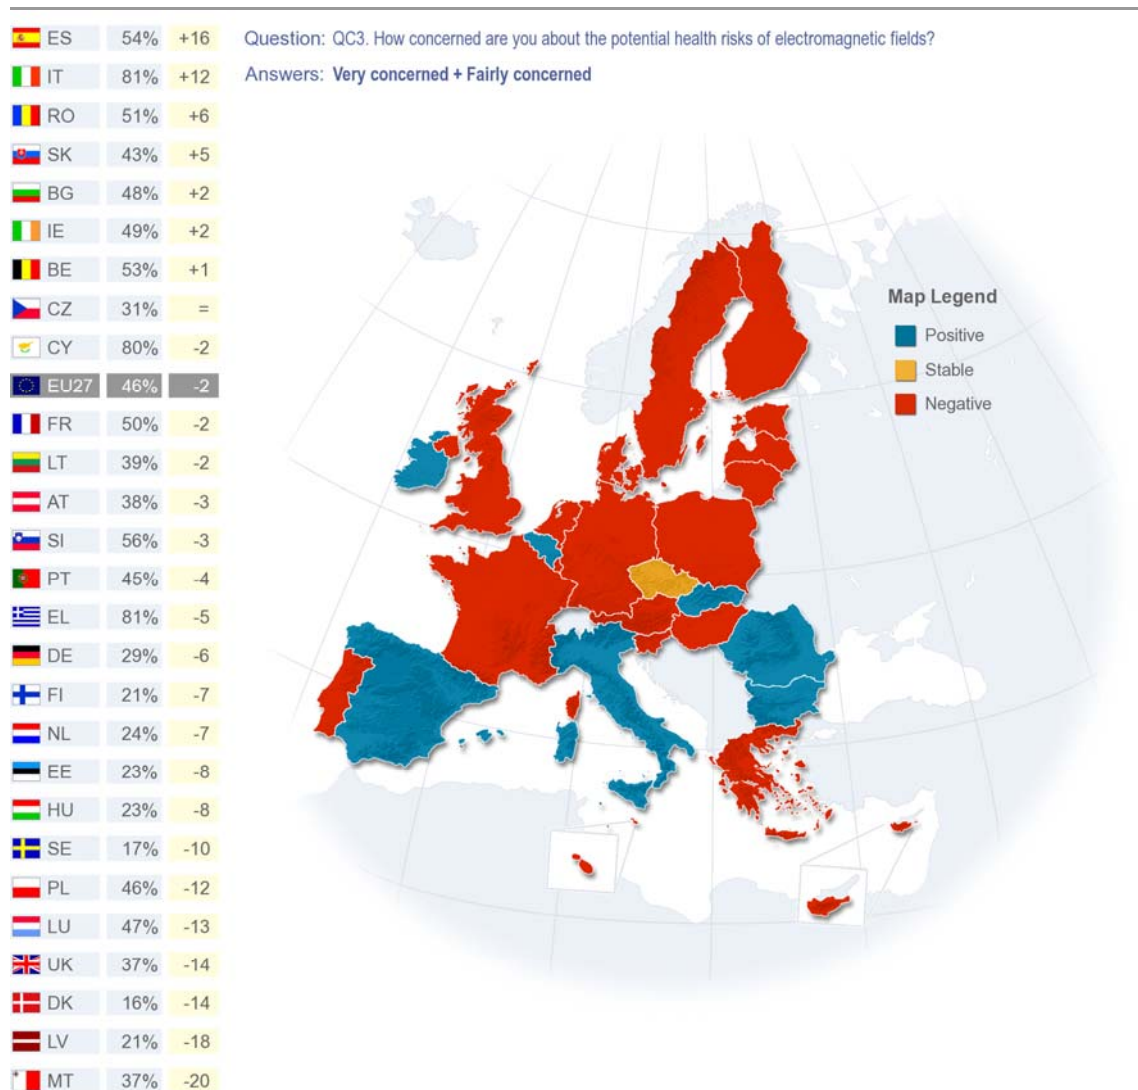 ES 54% +16
Question: QC3. How concerned are you about the potential health risks of electromagnetic fields?
IT 81% +12
Answers: Very concerned + Fairly concerned
RO 51% +6
SK 43% +5
BG 48% +2
IE 49% +2
BE 53% +1
CZ 31% =
CY 80% -2
EU27 46% -2
FR 50% -2
LT 39% -2
AT 38% -3
SI 56% -3
PT 45% -4
EL 81% -5
DE 29% -6
FI 21% -7
NL 24% -7
EE 23% -8
HU 23% -8
SE 17% -10
PL 46% -12
LU 47% -13
UK 37% -14
DK 16% -14
LV 21% -18
MT 37% -20
Map Legend
Positive
Stable
Negative